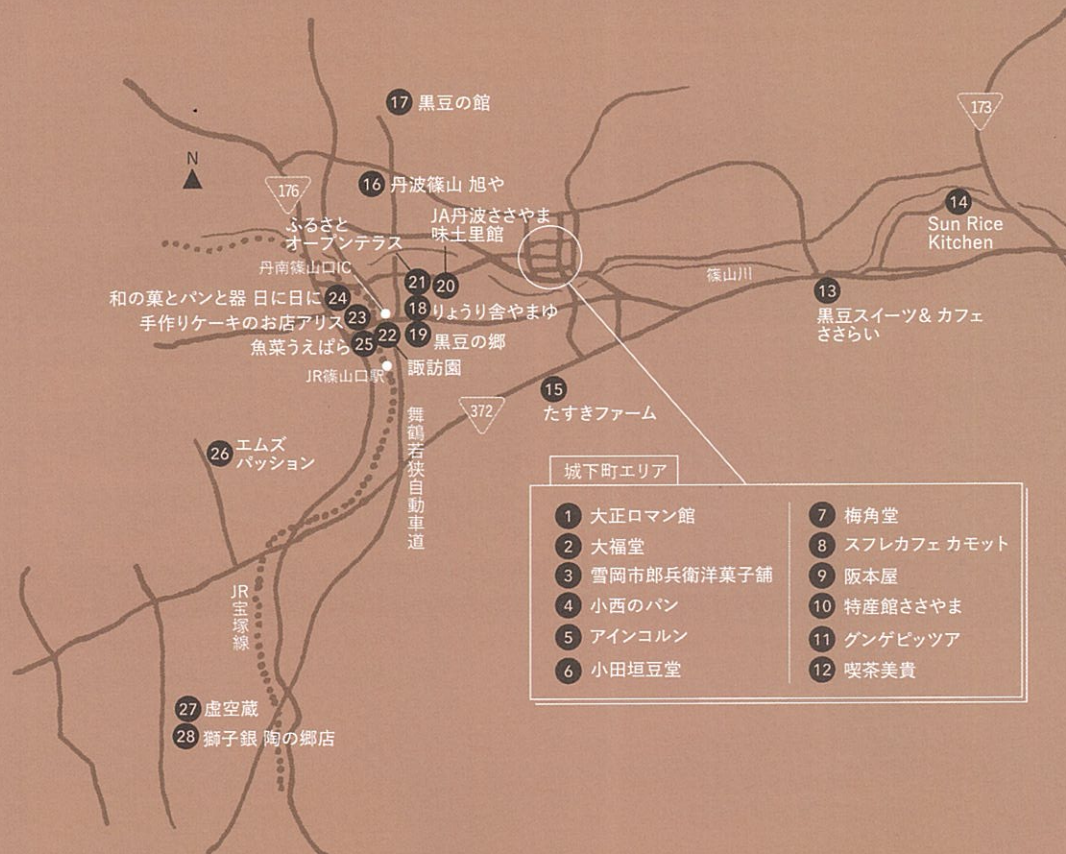 17 黒豆の館
173
N
176
16 丹波篠山 旭や
14
Sun Rice
Kitchen
ふるさと
オープンテラス
JA丹波ささやま
味土里館
丹南篠山口IC
21
20
篠山川
13
黒豆スイーツ& カフェ
ささらい
和の菓とパンと器 日に日に 24
18 りょうり舎やまゆ
手作りケーキのお店アリス 23
22
19 黒豆の郷
魚菜うえぱら 25
諏訪園
JR篠山口駅
15
たすきファーム
372
舞鶴若狭自動車道
26 エムズ
パッション
城下町エリア
1 大正ロマン館
2 大福堂
3 雪岡市郎兵衛洋菓子舗
4 小西のパン
5 アインコルン
6 小田垣豆堂
7 梅角堂
8 スフレカフェ カモット
9 阪本屋
10 特産館ささやま
11 グンゲピッツア
12 喫茶美貴
JR宝塚線
27 虚空蔵
28 獅子銀 陶の郷店